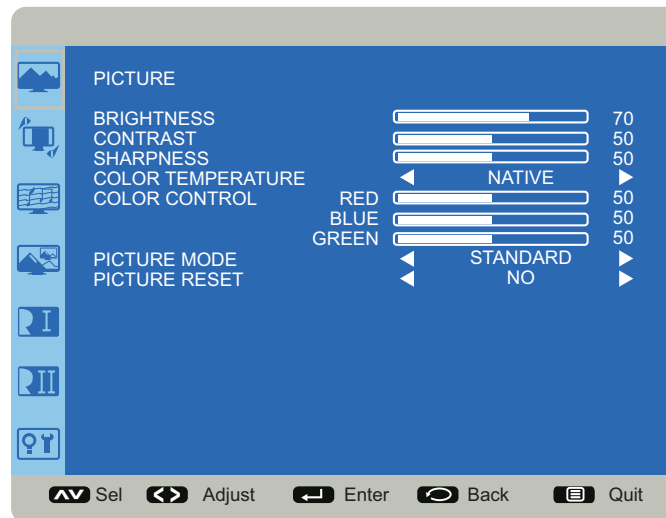 PICTURE
BRIGHTNESS 70
CONTRAST 50
SHARPNESS 50
COLOR TEMPERATURE NATIVE
COLOR CONTROL RED 50
BLUE 50
GREEN 50
PICTURE MODE STANDARD
PICTURE RESET NO
I
II
Sel Adjust Enter Back Quit